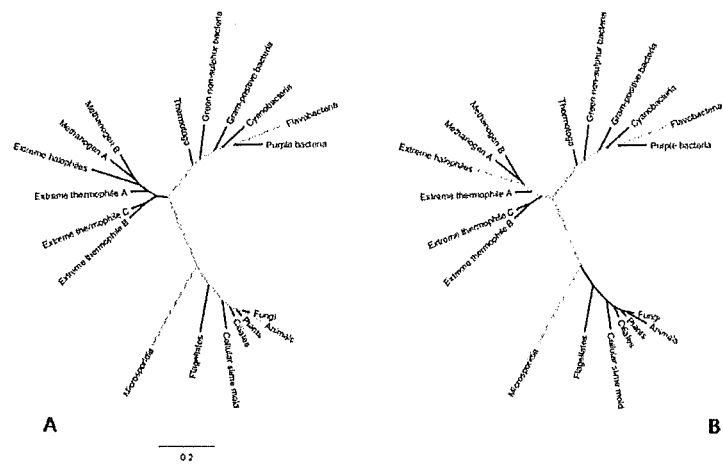 Green non-sulphur bacteria
Gram-positive bacteria
Thermotoga
Cyanobacteria
Flavobacteria
Purple bacteria
Methanogen B
Methanogen A
Extreme halophiles
Extreme thermophile A
Extreme thermophile C
Extreme thermophile B
Microsporidia
Flagellates
Cellular slime mold
Ciliates
Plants
Fungi
Animals
A
0.2
Green non-sulphur bacteria
Gram-positive bacteria
Thermotoga
Cyanobacteria
Flavobacteria
Purple bacteria
Methanogen B
Methanogen A
Extreme halophiles
Extreme thermophile A
Extreme thermophile C
Extreme thermophile B
Microsporidia
Flagellates
Cellular slime mold
Ciliates
Plants
Fungi
Animals
B